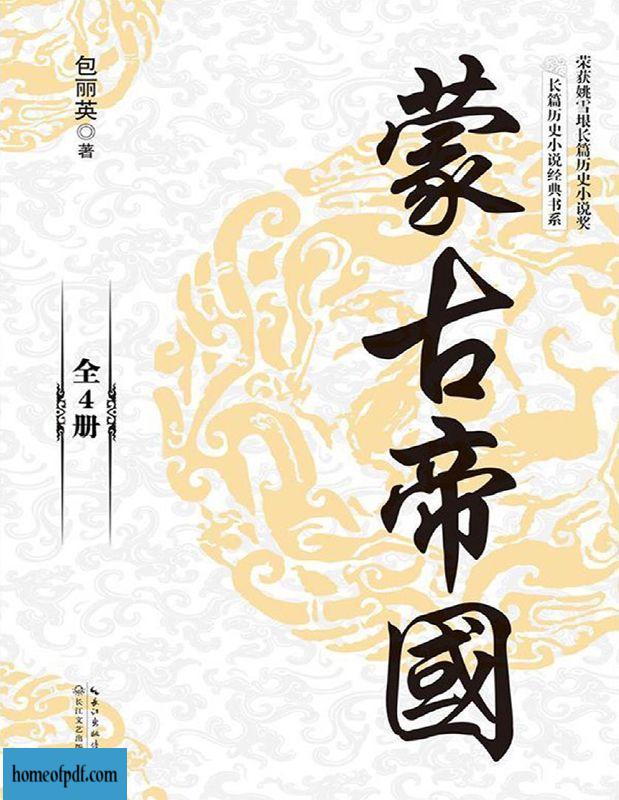 荣获姚雪垠长篇历史小说奖
长篇历史小说经典书系
蒙古帝國
包丽英◎著
全4册
长江文艺出版
homeofpdf.com